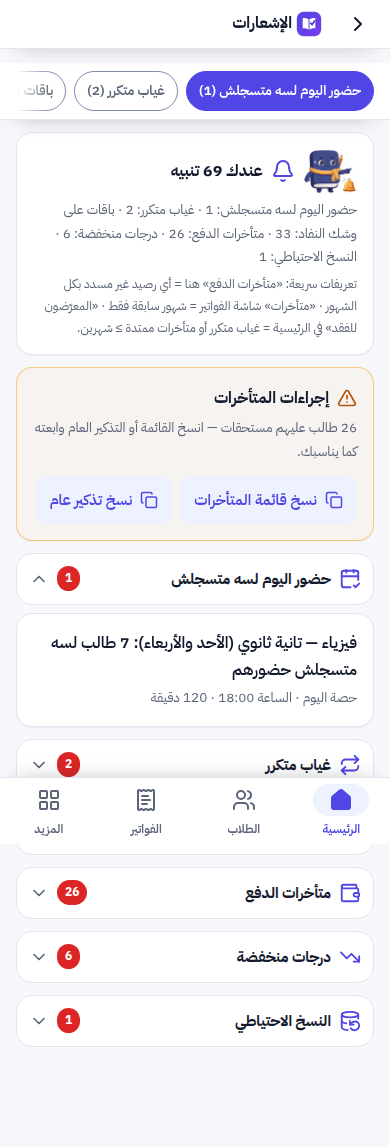 الإشعارات
حضور اليوم لسه متسجلش (1)
غياب متكرر (2)
باقات
عندك 69 تنبيه
حضور اليوم لسه متسجلش: 1 · غياب متكرر: 2 · باقات على
وشك النفاد: 33 · متأخرات الدفع: 26 · درجات منخفضة: 6 ·
النسخ الاحتياطي: 1
تعريفات سريعة: «متأخرات الدفع» هنا = أي رصيد غير مسدد بكل
الشهور · «متأخرات» شاشة الفواتير = شهور سابقة فقط · «المعرّضون
للفقد» في الرئيسية = غياب متكرر أو متأخرات ممتدة ≥ شهرين.
إجراءات المتأخرات
26 طالب عليهم مستحقات — انسخ القائمة أو التذكير العام وابعته
كما يناسبك.
نسخ قائمة المتأخرات
نسخ تذكير عام
حضور اليوم لسه متسجلش
1
فيزياء — تانية ثانوي (الأحد والأربعاء): 7 طالب لسه
متسجلش حضورهم
حصة اليوم · الساعة 18:00 · 120 دقيقة
غياب متكرر
2
الرئيسية
الطلاب
الفواتير
المزيد
متأخرات الدفع
26
درجات منخفضة
6
النسخ الاحتياطي
1